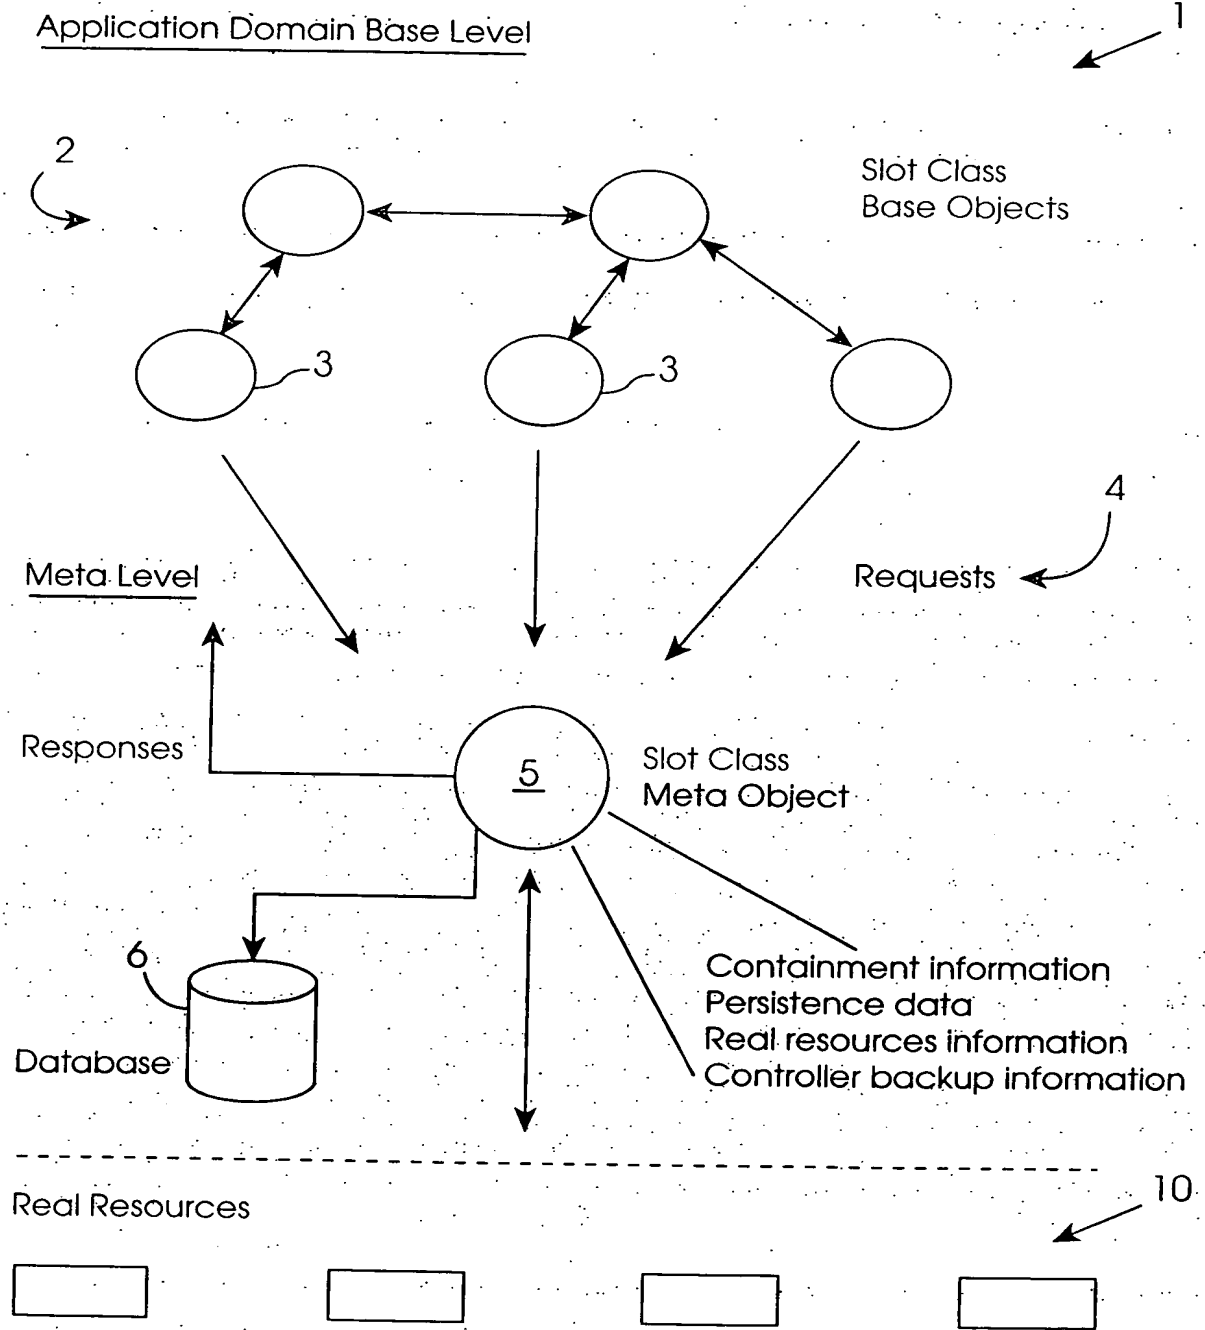 Application Domain Base Level
1
2
Slot Class
Base Objects
3
3
4
Meta Level
Requests
Responses
5
Slot Class
Meta Object
6
Containment information
Persistence data
Real resources information
Controller backup information
Database
Real Resources
10